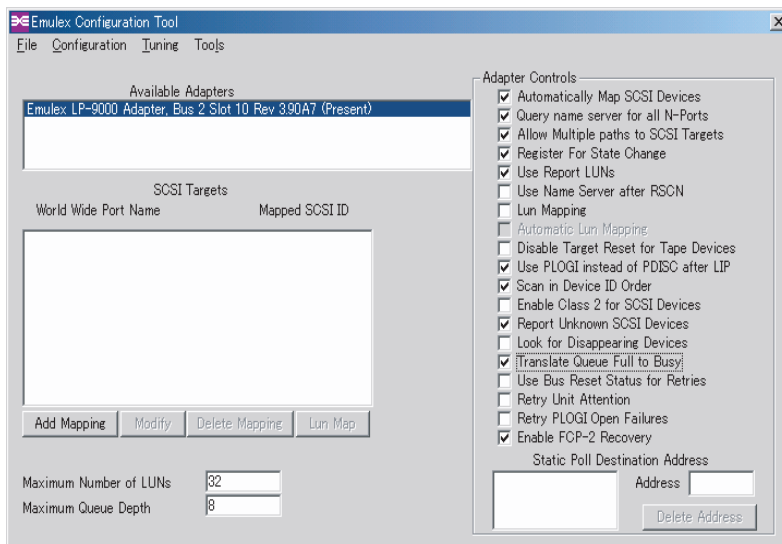 Emulex Configuration Tool
File Configuration Tuning Tools
Available Adapters
Emulex LP-9000 Adapter, Bus 2 Slot 10 Rev 3.90A7 (Present)
SCSI Targets
World Wide Port Name Mapped SCSI ID
Add Mapping Modify Delete Mapping Lun Map
Maximum Number of LUNs 32
Maximum Queue Depth 8
Adapter Controls
Automatically Map SCSI Devices
Query name server for all N-Ports
Allow Multiple paths to SCSI Targets
Register For State Change
Use Report LUNs
Use Name Server after RSCN
Lun Mapping
Automatic Lun Mapping
Disable Target Reset for Tape Devices
Use PLOGI instead of PDISC after LIP
Scan in Device ID Order
Enable Class 2 for SCSI Devices
Report Unknown SCSI Devices
Look for Disappearing Devices
Translate Queue Full to Busy
Use Bus Reset Status for Retries
Retry Unit Attention
Retry PLOGI Open Failures
Enable FCP-2 Recovery
Static Poll Destination Address
Address
Delete Address